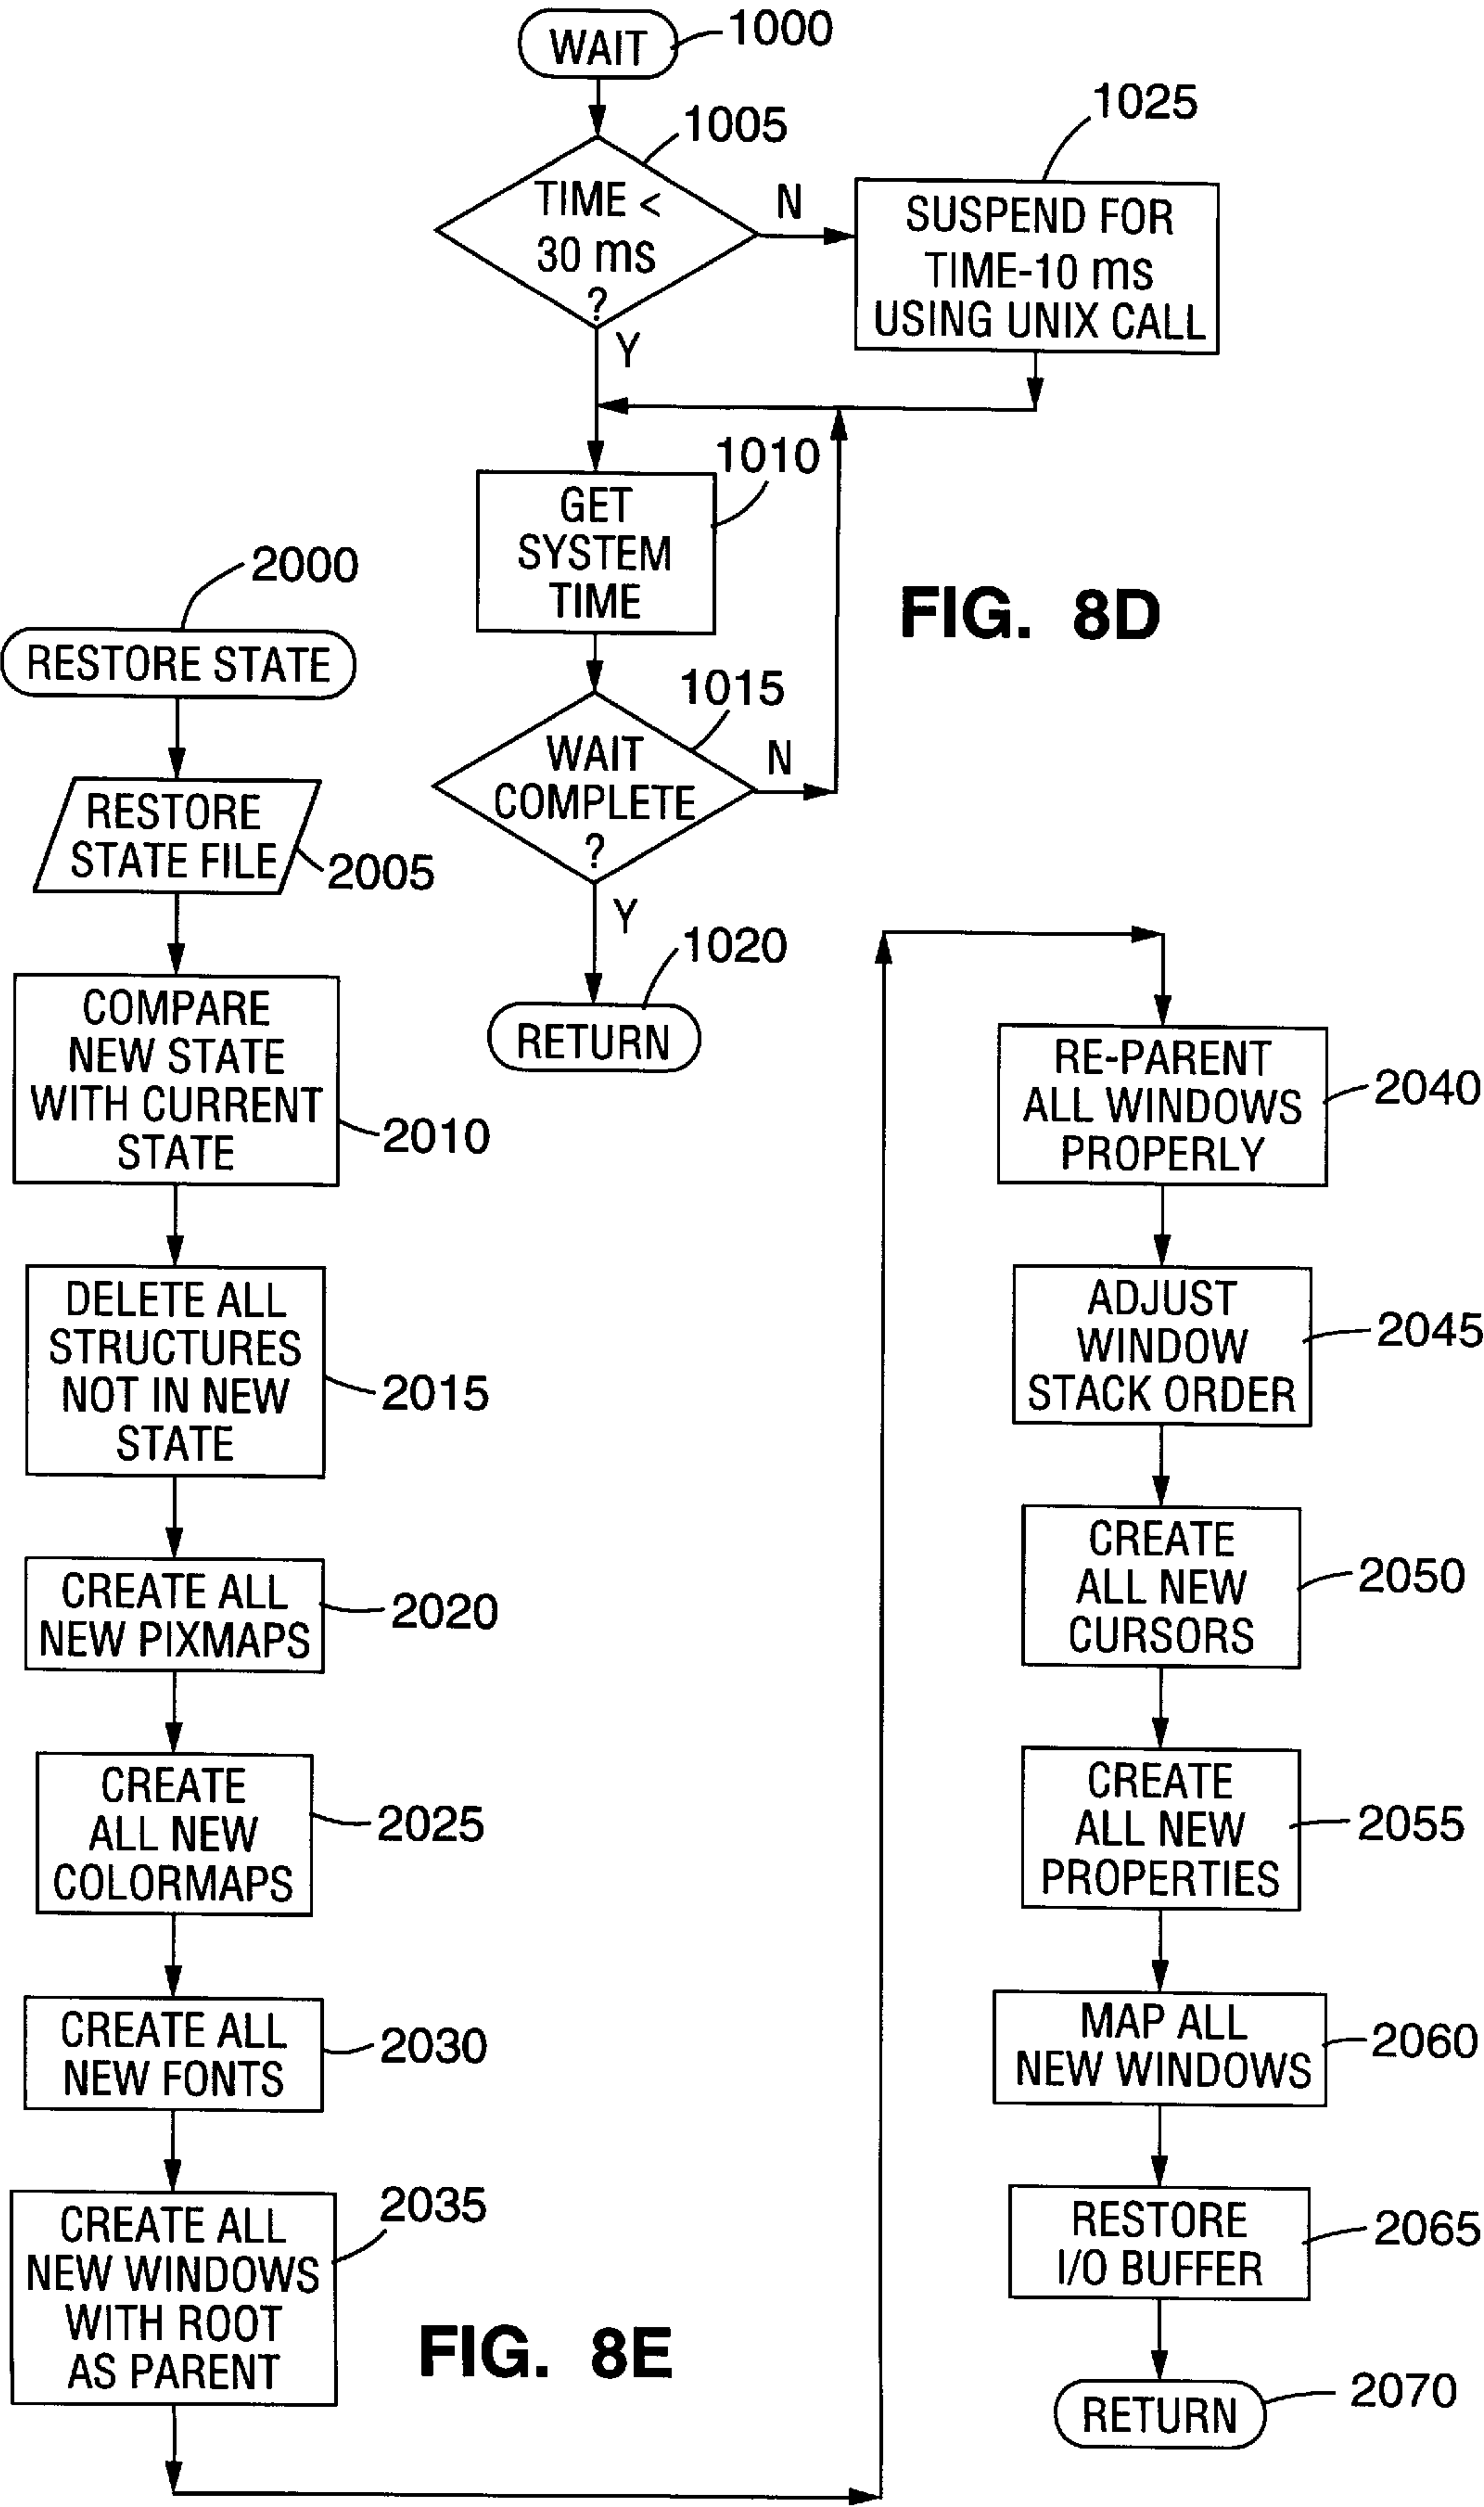 WAIT
1000
1005
TIME <
30 ms
?
N
Y
1025
SUSPEND FOR
TIME-10 ms
USING UNIX CALL
1010
GET
SYSTEM
TIME
1015
WAIT
COMPLETE
?
N
Y
1020
RETURN
FIG. 8D
2000
RESTORE STATE
RESTORE
STATE FILE
2005
COMPARE
NEW STATE
WITH CURRENT
STATE
2010
DELETE ALL
STRUCTURES
NOT IN NEW
STATE
2015
CREATE ALL
NEW PIXMAPS
2020
CREATE
ALL NEW
COLORMAPS
2025
CREATE ALL
NEW FONTS
2030
CREATE ALL
NEW WINDOWS
WITH ROOT
AS PARENT
2035
FIG. 8E
RE-PARENT
ALL WINDOWS
PROPERLY
2040
ADJUST
WINDOW
STACK ORDER
2045
CREATE
ALL NEW
CURSORS
2050
CREATE
ALL NEW
PROPERTIES
2055
MAP ALL
NEW WINDOWS
2060
RESTORE
I/O BUFFER
2065
RETURN
2070